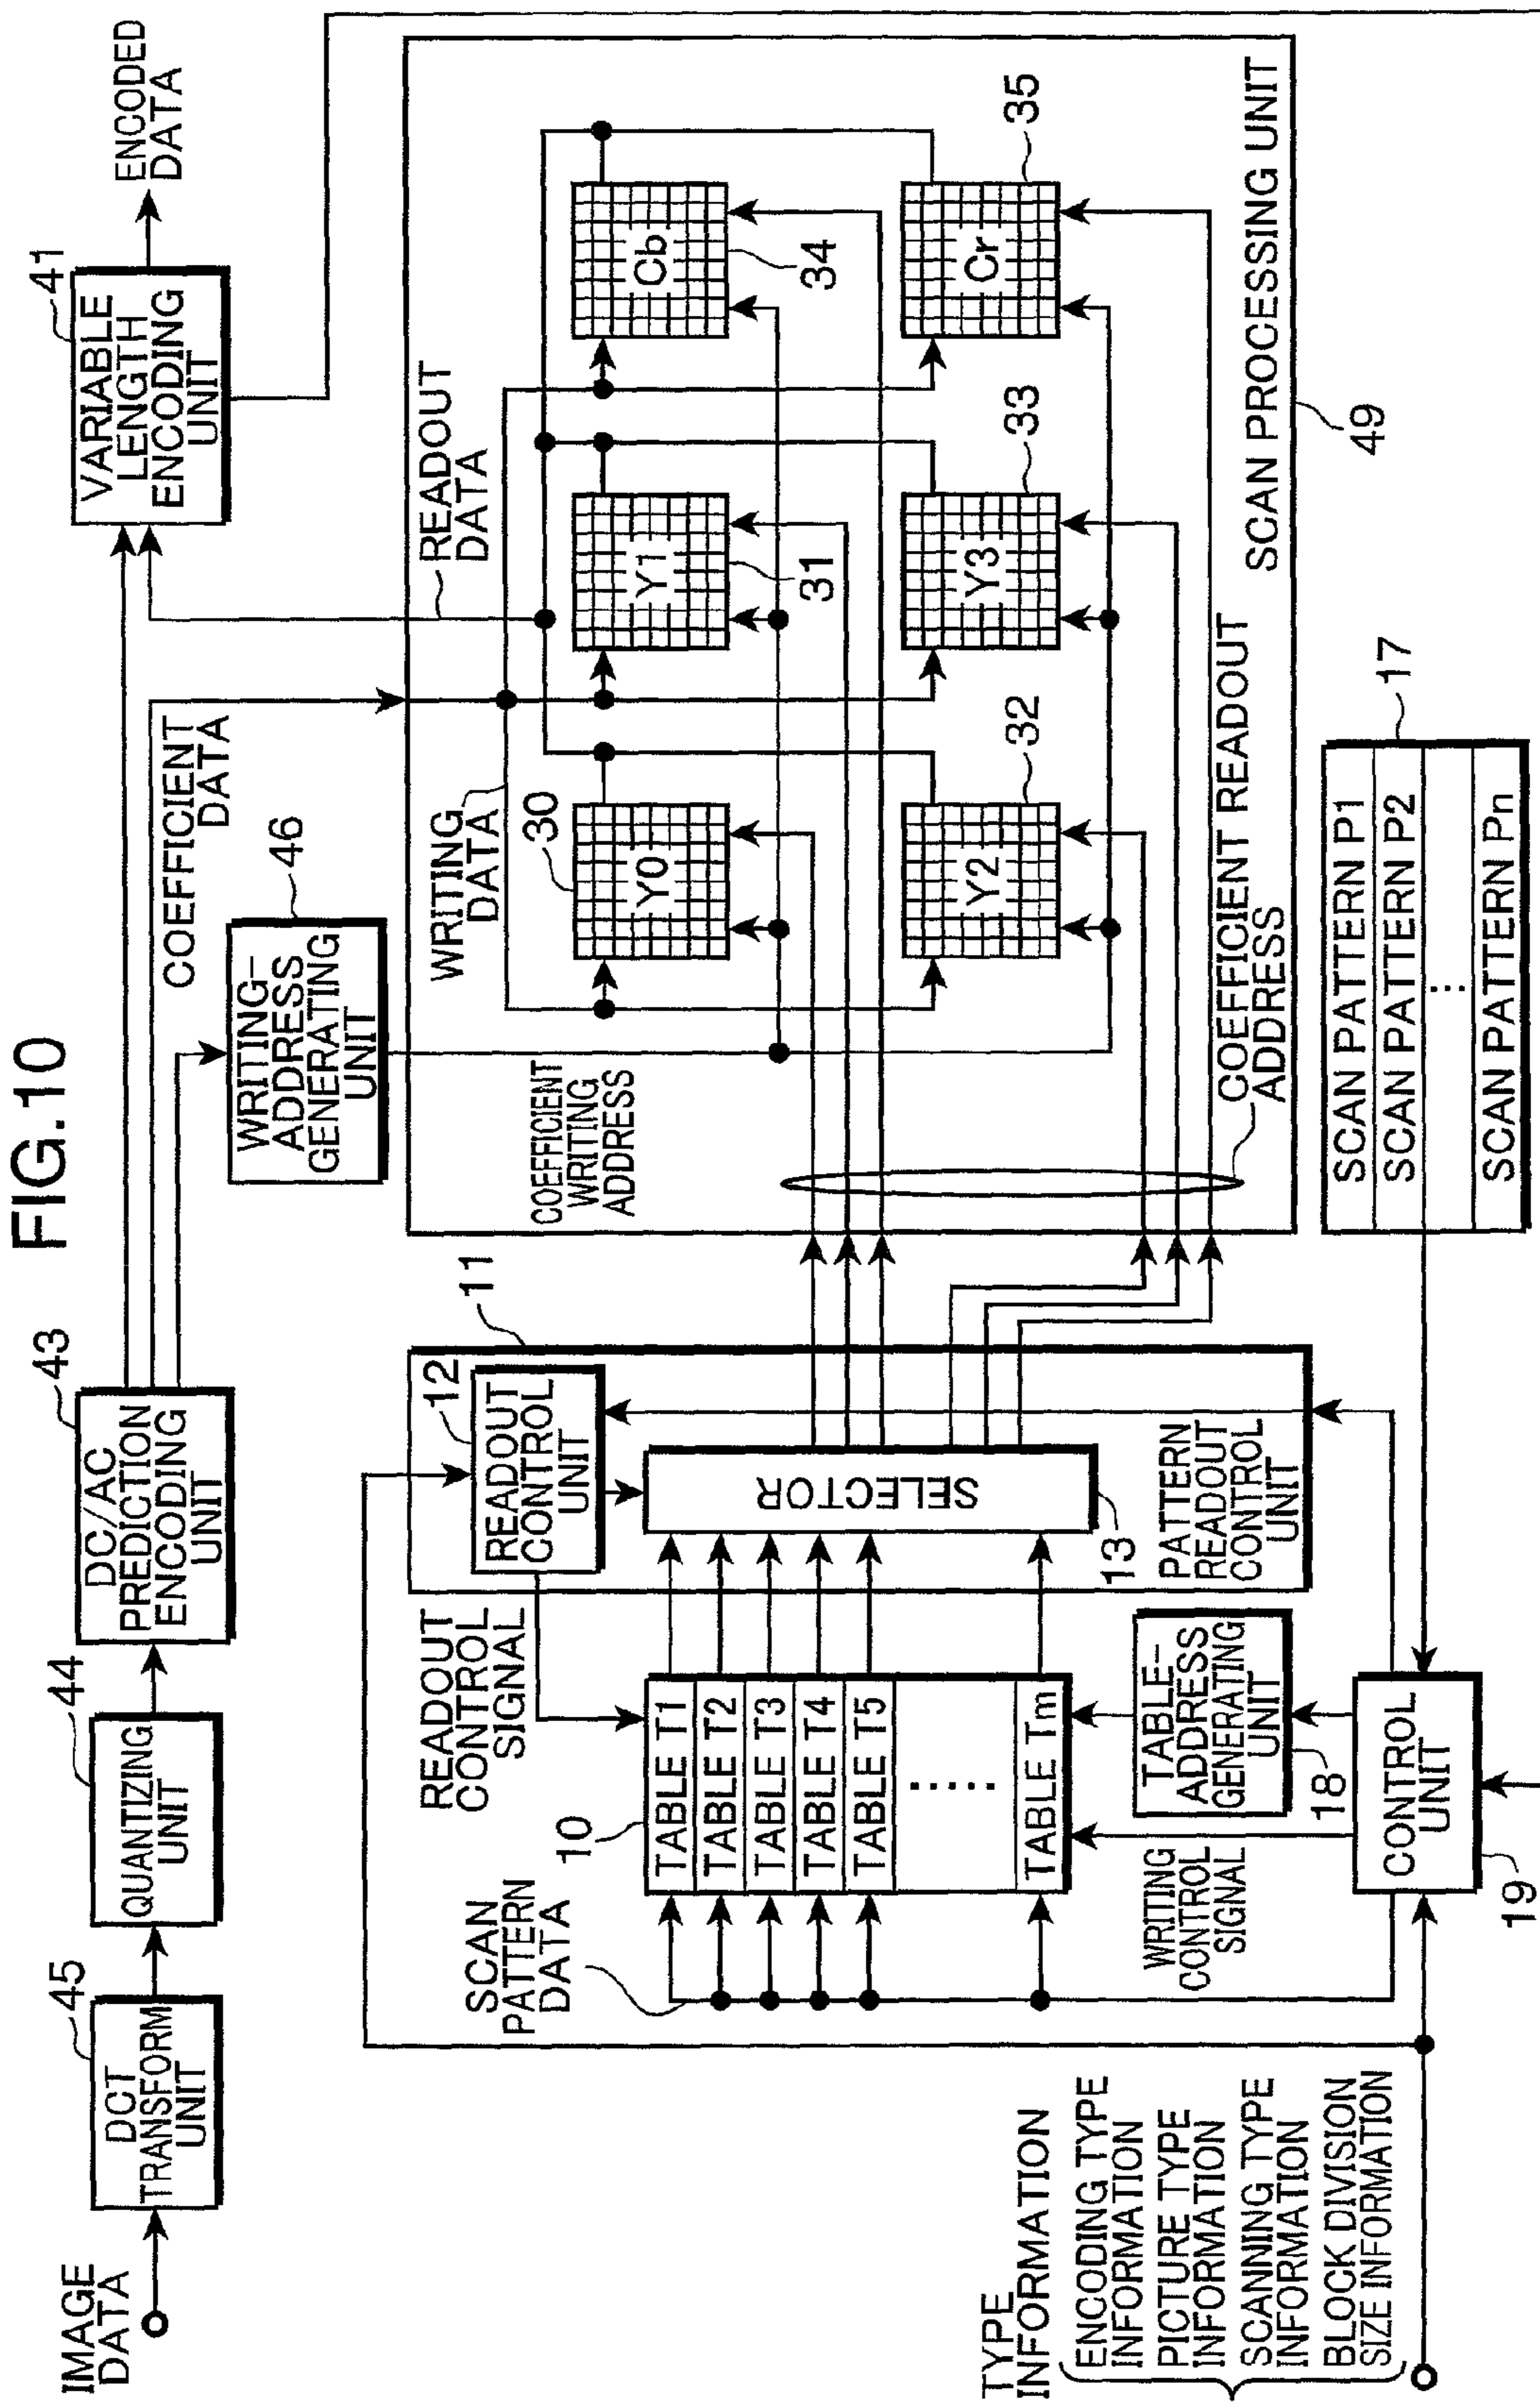 FIG.10
IMAGE
DATA
45
DCT
TRANSFORM
UNIT
44
QUANTIZING
UNIT
43
DC/AC
PREDICTION
ENCODING
UNIT
COEFFICIENT
DATA
46
WRITING-
ADDRESS
GENERATING
UNIT
41
VARIABLE
LENGTH
ENCODING
UNIT
ENCODED
DATA
READOUT
DATA
WRITING
DATA
COEFFICIENT
WRITING
ADDRESS
30
Y0
Y1
31
Cb
34
Y2
32
Y3
33
Cr
35
COEFFICIENT READOUT
ADDRESS
SCAN PROCESSING UNIT
49
11
12
READOUT
CONTROL
UNIT
SELECTOR
13
PATTERN
READOUT
CONTROL
UNIT
READOUT
CONTROL
SIGNAL
SCAN
PATTERN
DATA
10
TABLE T1
TABLE T2
TABLE T3
TABLE T4
TABLE T5
.....
TABLE Tm
WRITING
CONTROL
SIGNAL
TABLE-
ADDRESS
GENERATING
UNIT
18
CONTROL
UNIT
19
SCAN PATTERN P1
SCAN PATTERN P2
...
SCAN PATTERN Pn
17
TYPE
INFORMATION
ENCODING TYPE
INFORMATION
PICTURE TYPE
INFORMATION
SCANNING TYPE
INFORMATION
BLOCK DIVISION
SIZE INFORMATION